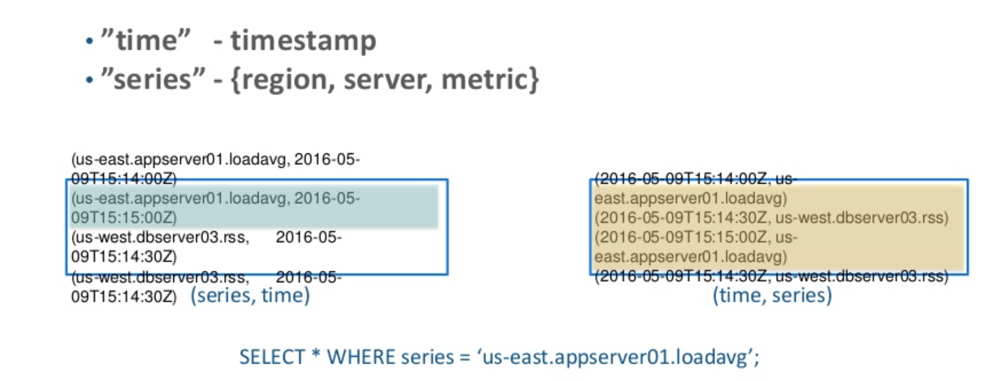 • ”time” - timestamp
• ”series” - {region, server, metric}
(us-east.appserver01.loadavg, 2016-05-
09T15:14:00Z)
(us-east.appserver01.loadavg, 2016-05-
09T15:15:00Z)
(us-west.dbserver03.rss, 2016-05-
09T15:14:30Z)
(us-west.dbserver03.rss, 2016-05-
09T15:14:30Z)
(series, time)
(2016-05-09T15:14:00Z, us-
east.appserver01.loadavg)
(2016-05-09T15:14:30Z, us-west.dbserver03.rss)
(2016-05-09T15:15:00Z, us-
east.appserver01.loadavg)
(2016-05-09T15:14:30Z, us-west.dbserver03.rss)
(time, series)
SELECT * WHERE series = ‘us-east.appserver01.loadavg’;